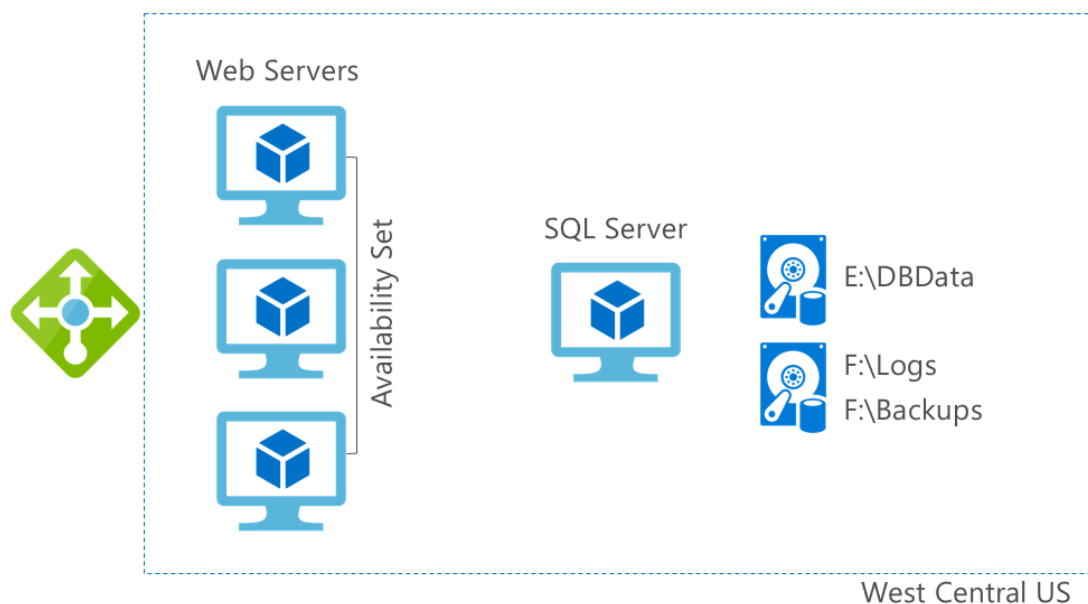 Web Servers
Availability Set
SQL Server
E:\DBData
F:\Logs
F:\Backups
West Central US